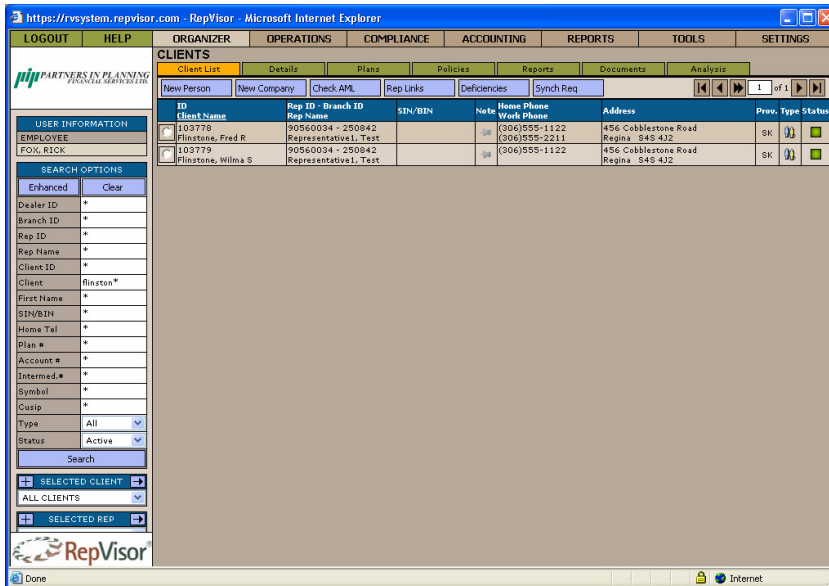 https://rvsystem.repvisor.com - RepVisor - Microsoft Internet Explorer
LOGOUT HELP ORGANIZER OPERATIONS COMPLIANCE ACCOUNTING REPORTS TOOLS SETTINGS
CLIENTS
Client List Details Plans Policies Reports Documents Analysis
pip PARTNERS IN PLANNING
FINANCIAL SERVICES LTD.
New Person New Company Check AML Rep Links Deficiencies Synch Req 1 of 1
ID Rep ID - Branch ID SIN/BIN Note Home Phone Address Prov. Type Status
Client Name Rep Name Work Phone
103778 90560034 - 250842 (306)555-1122 456 Cobblestone Road SK
Flinstone, Fred R Representative1, Test (306)555-2211 Regina S4S 4J2
103779 90560034 - 250842 (306)555-1122 456 Cobblestone Road SK
Flinstone, Wilma S Representative1, Test Regina S4S 4J2
USER INFORMATION
EMPLOYEE
FOX, RICK
SEARCH OPTIONS
Enhanced Clear
Dealer ID *
Branch ID *
Rep ID *
Rep Name *
Client ID *
Client flinston*
First Name *
SIN/BIN *
Home Tel *
Plan # *
Account # *
Intermed.# *
Symbol *
Cusip *
Type All
Status Active
Search
SELECTED CLIENT
ALL CLIENTS
SELECTED REP
RepVisor
Done Internet